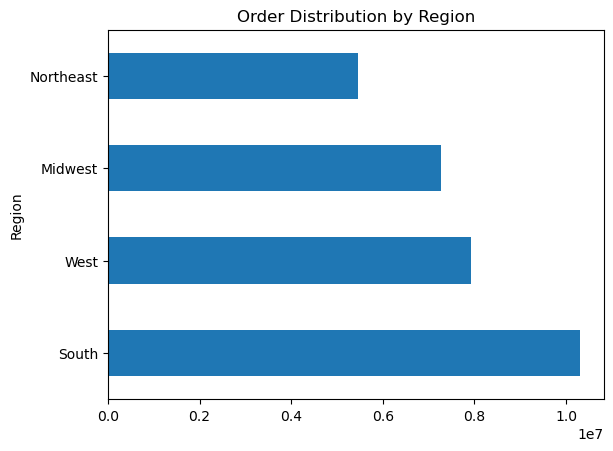 Order Distribution by Region
Northeast
Midwest
West
South
Region
0.0 0.2 0.4 0.6 0.8 1.0
1e7